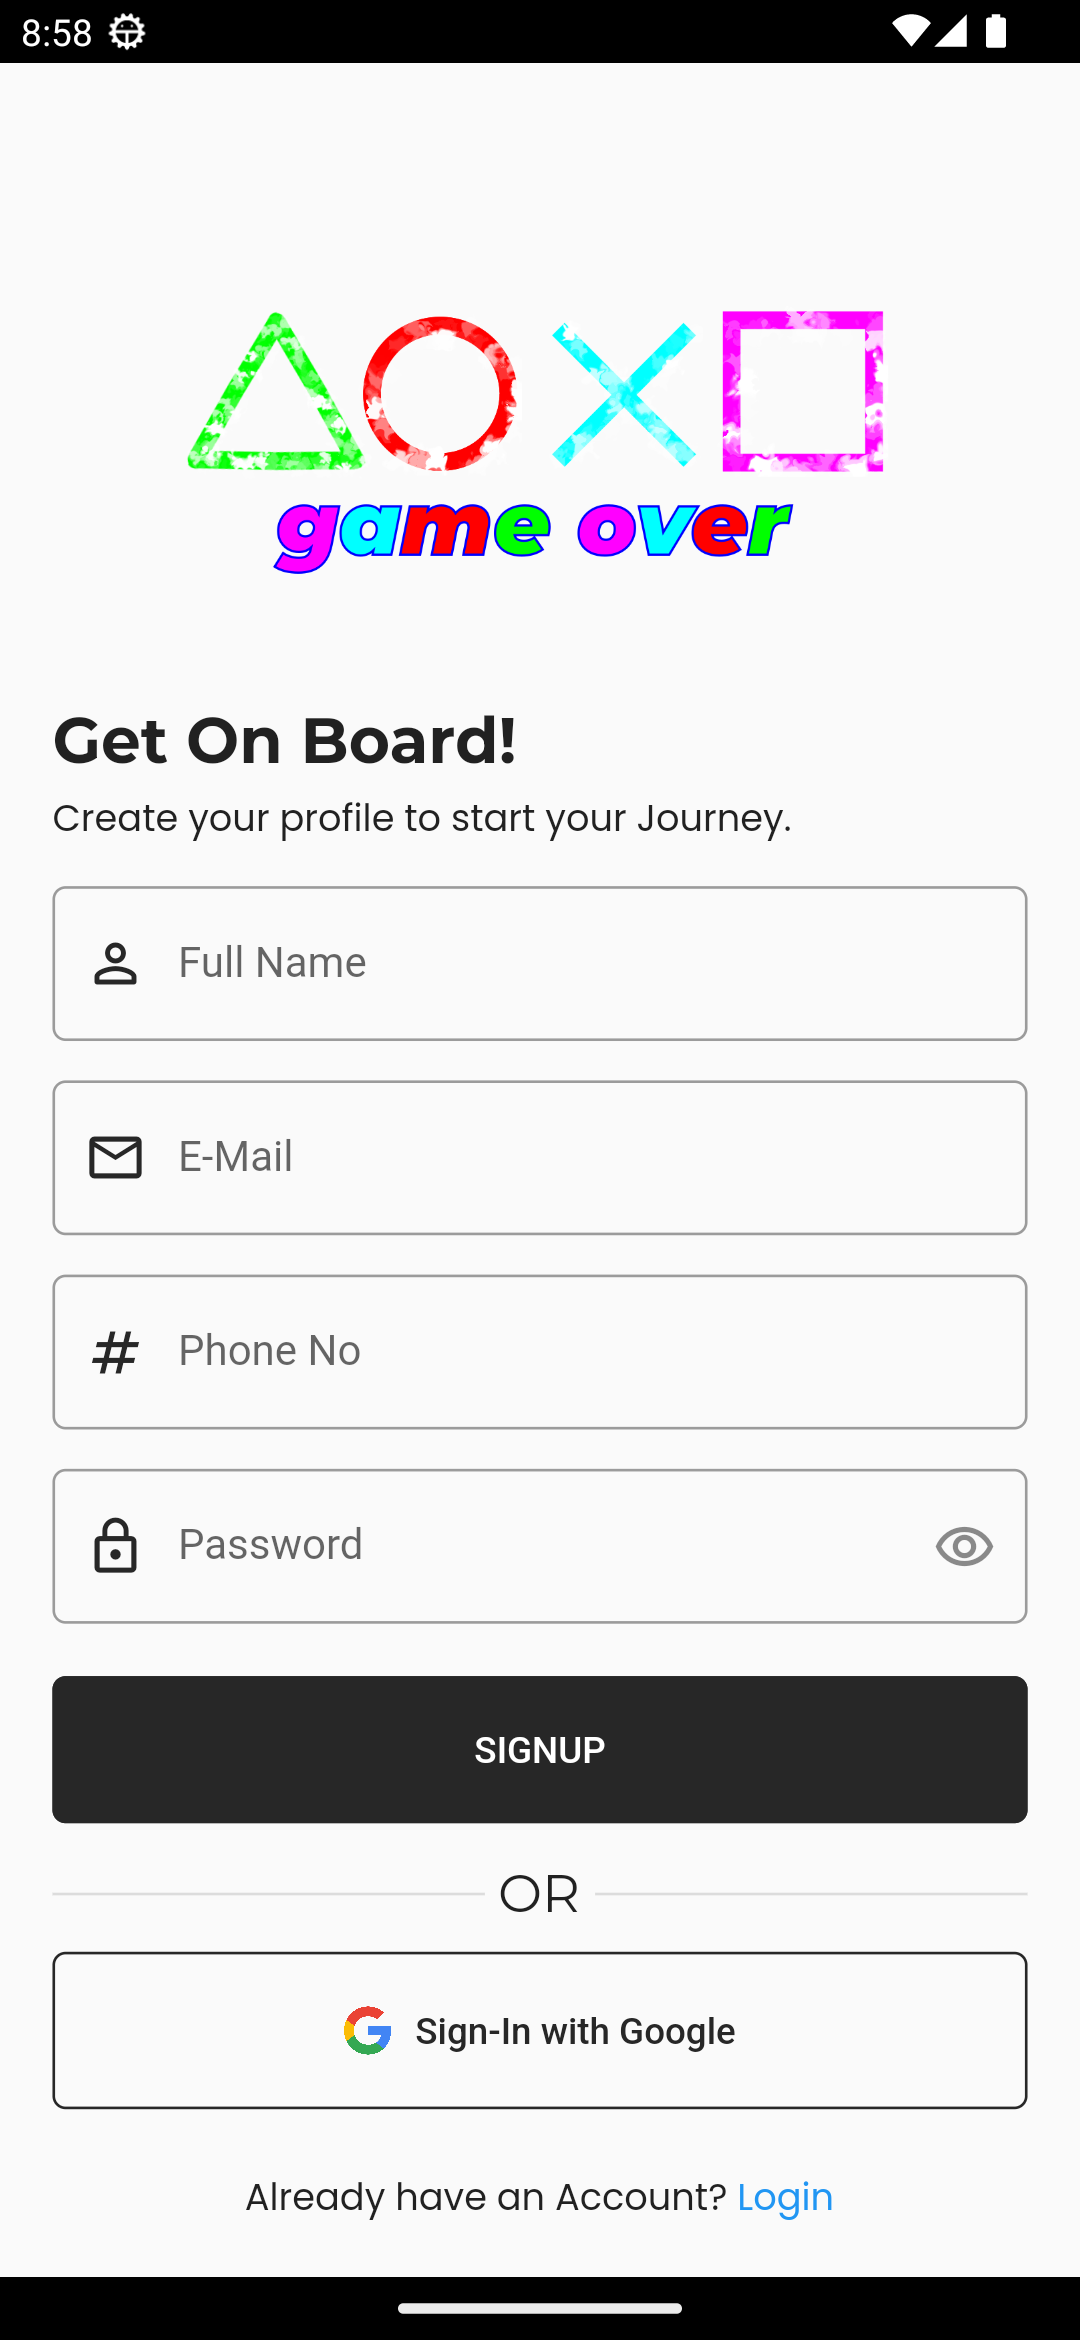 8:58
game over
Get On Board!
Create your profile to start your Journey.
Full Name
E-Mail
# Phone No
Password
SIGNUP
OR
Sign-In with Google
Already have an Account? Login